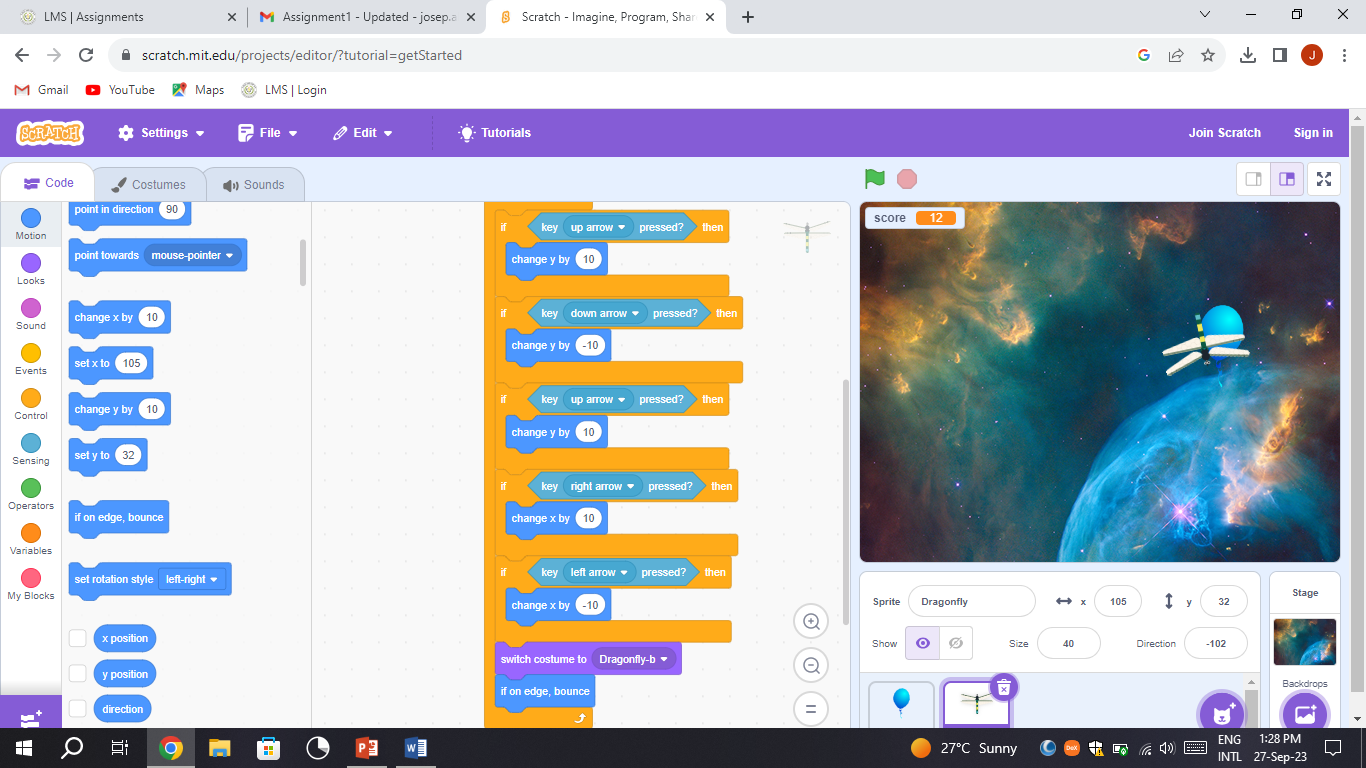 LMS | Assignments
Assignment1 - Updated - josep.a
Scratch - Imagine, Program, Shar
scratch.mit.edu/projects/editor/?tutorial=getStarted
J
Gmail YouTube Maps LMS | Login
SCRATCH Settings File Edit Tutorials Join Scratch Sign in
Code Costumes Sounds
Motion
Looks
Sound
Events
Control
Sensing
Operators
Variables
My Blocks
point in direction 90
point towards mouse-pointer
change x by 10
set x to 105
change y by 10
set y to 32
if on edge, bounce
set rotation style left-right
x position
y position
direction
if key up arrow pressed? then
change y by 10
if key down arrow pressed? then
change y by -10
if key up arrow pressed? then
change y by 10
if key right arrow pressed? then
change x by 10
if key left arrow pressed? then
change x by -10
switch costume to Dragonfly-b
if on edge, bounce
score 12
Sprite Dragonfly x 105 y 32
Show Size 40 Direction -102
Stage
Backdrops
27°C Sunny
ENG
INTL
1:28 PM
27-Sep-23